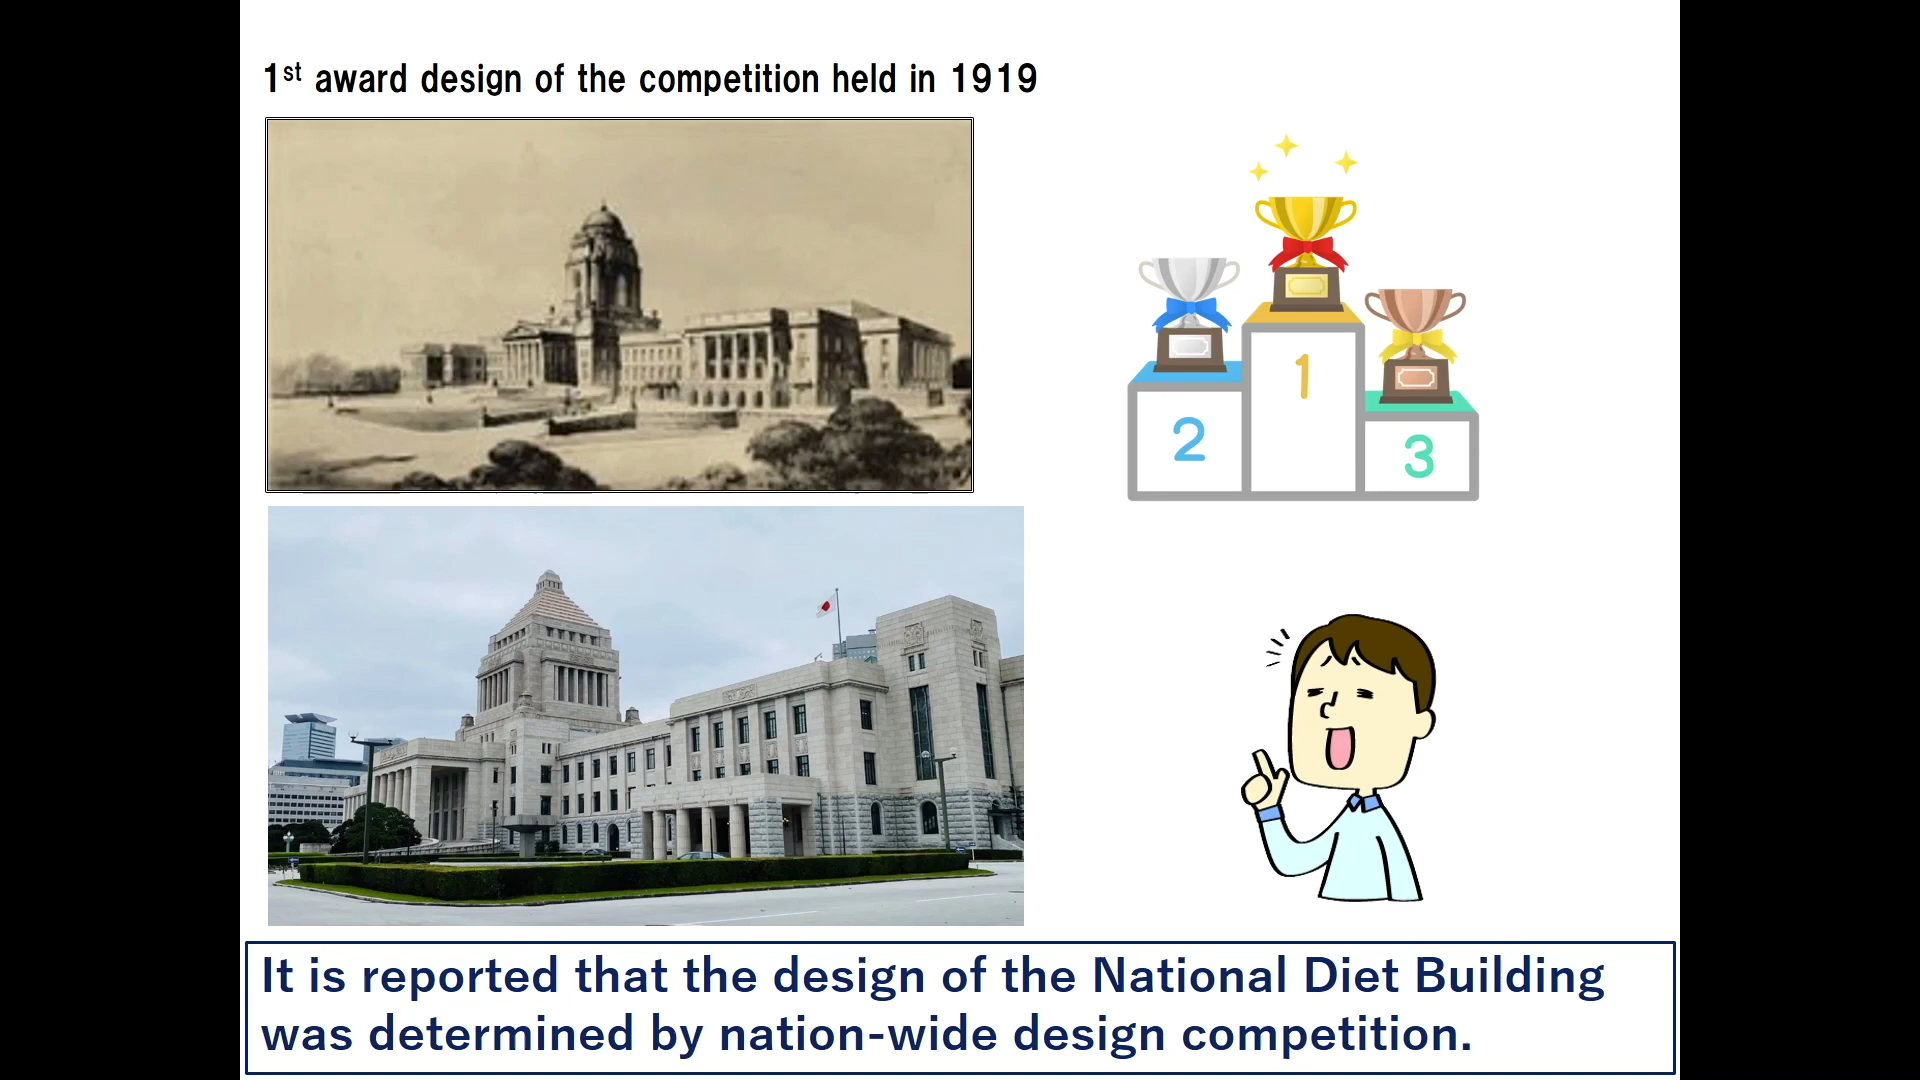 1st award design of the competition held in 1919
1
2
3
It is reported that the design of the National Diet Building
was determined by nation-wide design competition.